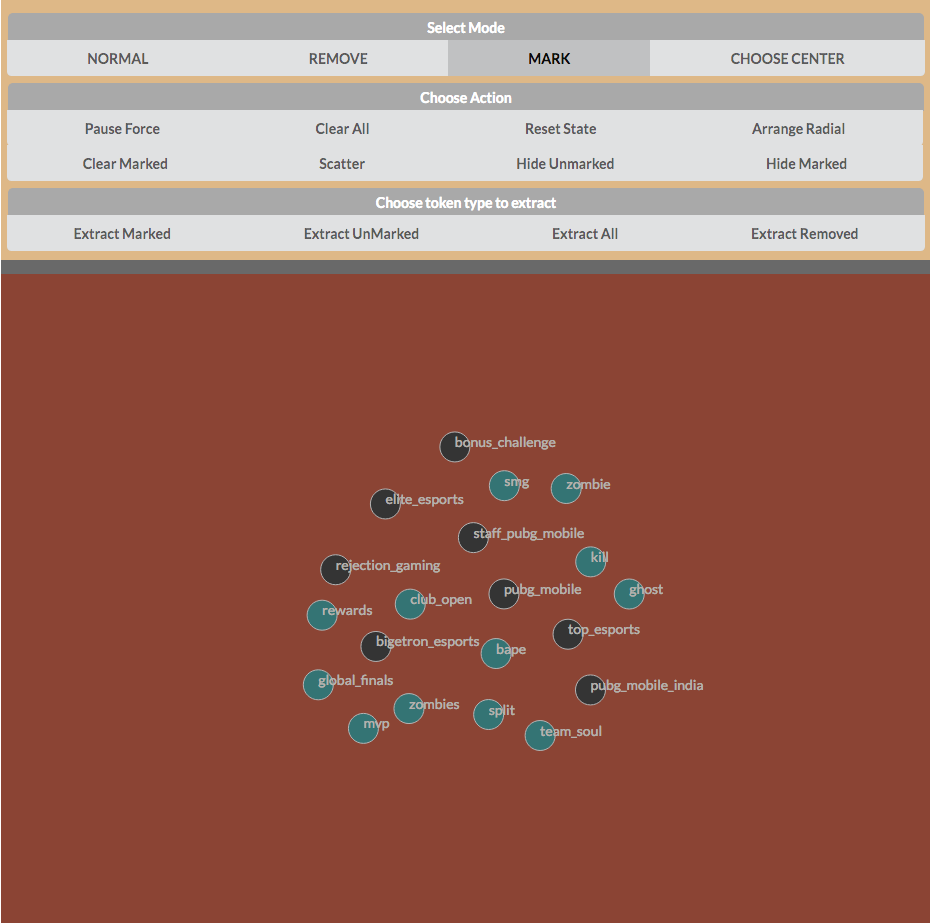 Select Mode
NORMAL REMOVE MARK CHOOSE CENTER
Choose Action
Pause Force Clear All Reset State Arrange Radial
Clear Marked Scatter Hide Unmarked Hide Marked
Choose token type to extract
Extract Marked Extract UnMarked Extract All Extract Removed
bonus_challenge
smg zombie
elite_esports
staff_pubg_mobile
kill
rejection_gaming
pubg_mobile ghost
club_open
rewards
top_esports
bigetron_esports
bape
global_finals
pubg_mobile_india
zombies
split
mvp
team_soul